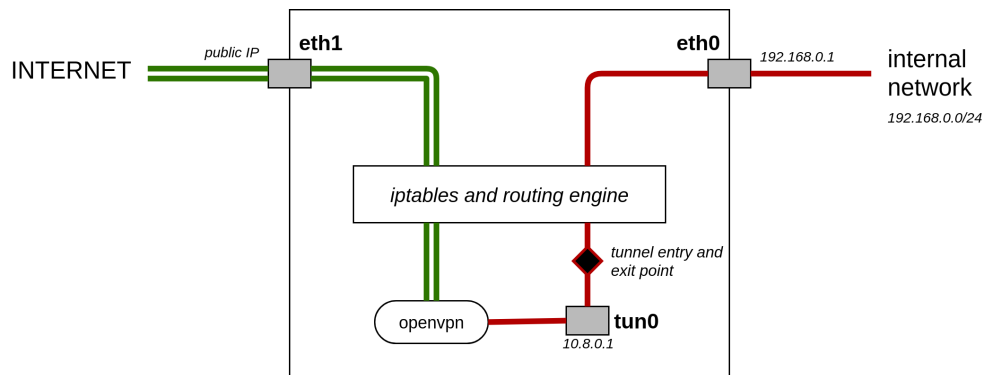 INTERNET
public IP
eth1
eth0
192.168.0.1
internal
network
192.168.0.0/24
iptables and routing engine
tunnel entry and
exit point
openvpn
tun0
10.8.0.1